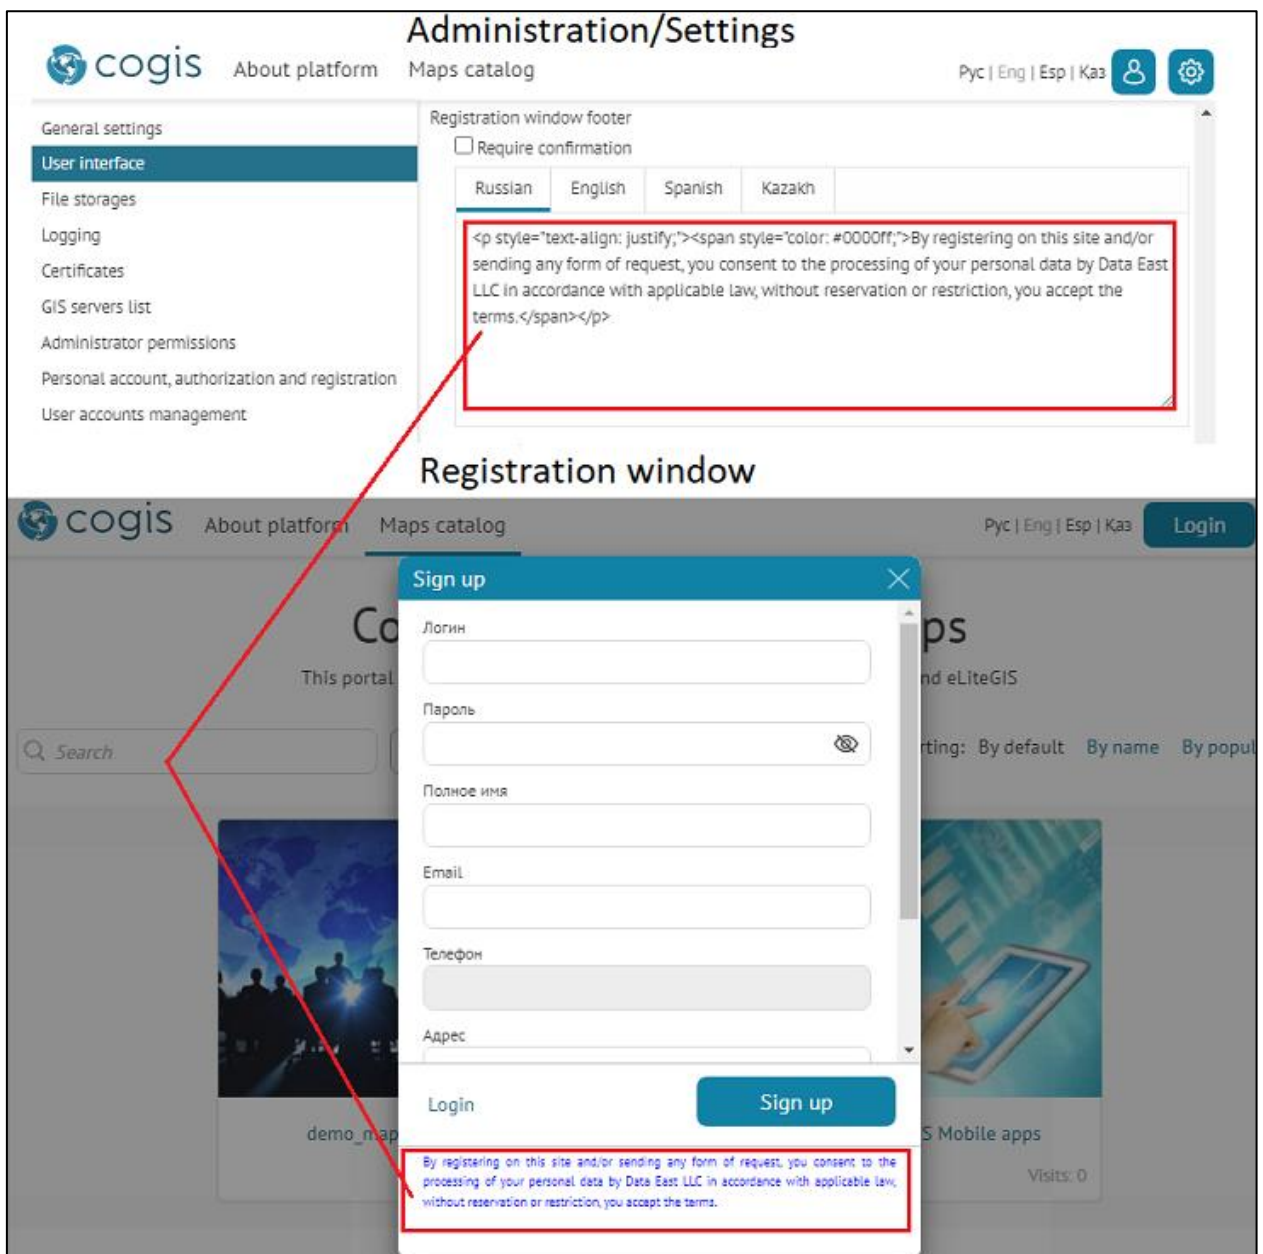 Administration/Settings
cogis About platform Maps catalog Рус | Eng | Esp | Қаз
General settings
User interface
File storages
Logging
Certificates
GIS servers list
Administrator permissions
Personal account, authorization and registration
User accounts management
Registration window footer
Require confirmation
Russian English Spanish Kazakh
<p style="text-align: justify;"><span style="color: #0000ff;">By registering on this site and/or
sending any form of request, you consent to the processing of your personal data by Data East
LLC in accordance with applicable law, without reservation or restriction, you accept the
terms.</span></p>
Registration window
cogis About platform Maps catalog Рус | Eng | Esp | Қаз Login
Co ps
This portal nd eLiteGIS
Search rting: By default By name By popul
Sign up
Логин
Пароль
Полное имя
Email
Телефон
Адрес
Login Sign up
demo_map S Mobile apps
Visits: 0
By registering on this site and/or sending any form of request, you consent to the
processing of your personal data by Data East LLC in accordance with applicable law,
without reservation or restriction, you accept the terms.